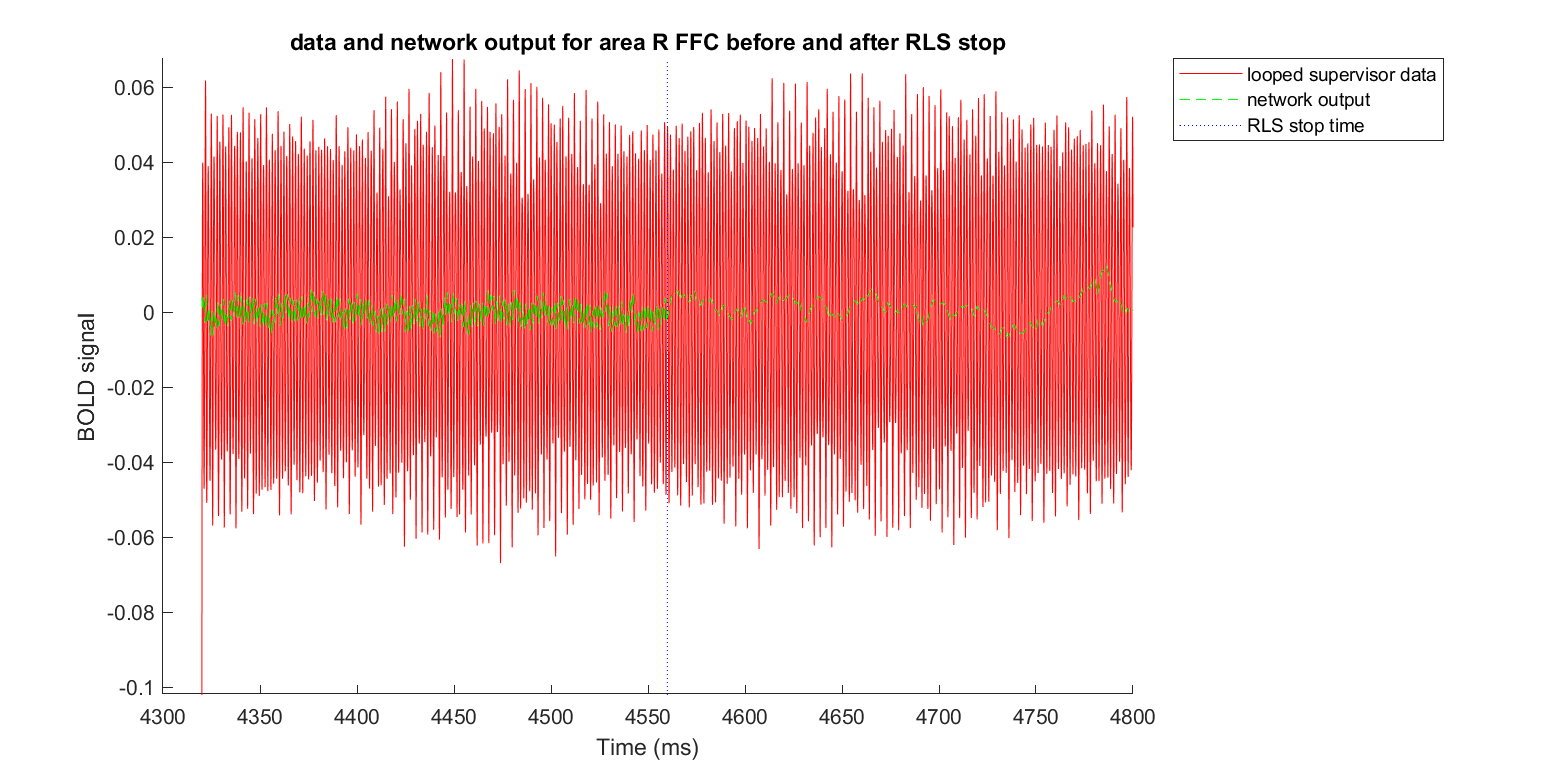 data and network output for area R FFC before and after RLS stop
looped supervisor data
network output
RLS stop time
BOLD signal
0.06
0.04
0.02
0
-0.02
-0.04
-0.06
-0.08
-0.1
4300 4350 4400 4450 4500 4550 4600 4650 4700 4750 4800
Time (ms)